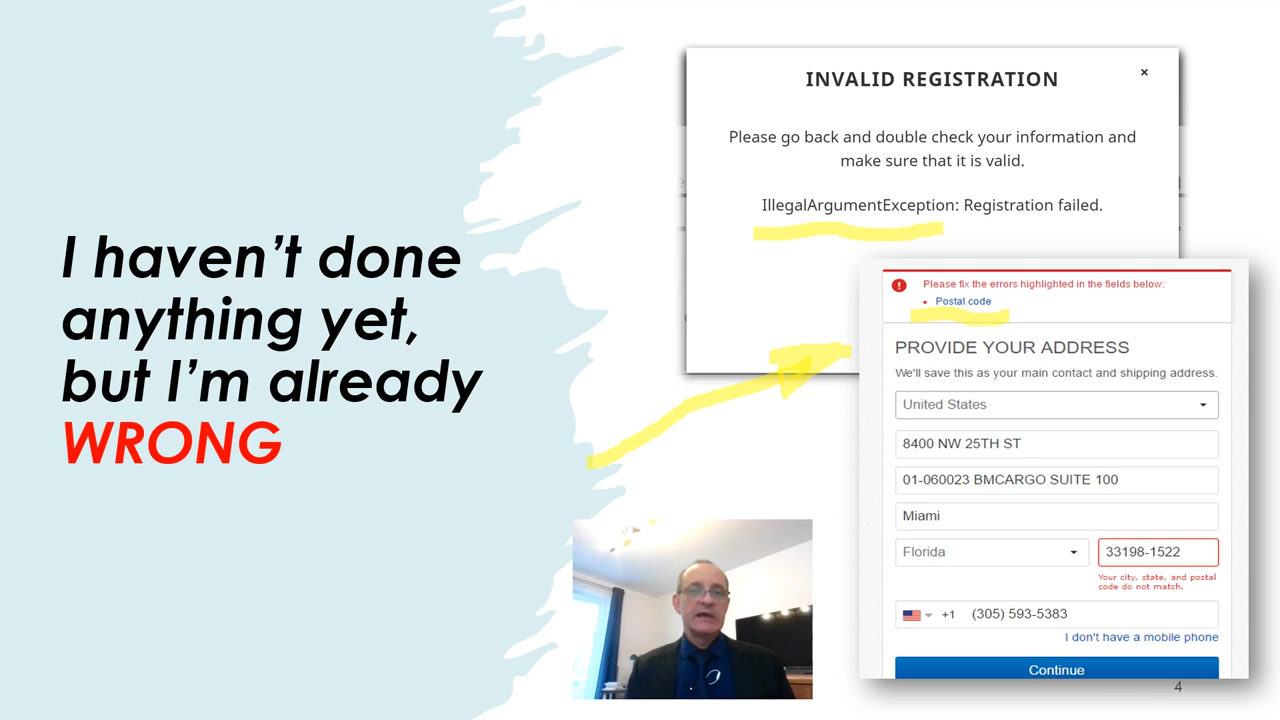 I haven’t done
anything yet,
but I’m already
WRONG
INVALID REGISTRATION
×
Please go back and double check your information and
make sure that it is valid.
IllegalArgumentException: Registration failed.
Please fix the errors highlighted in the fields below:
• Postal code
PROVIDE YOUR ADDRESS
We'll save this as your main contact and shipping address.
United States
8400 NW 25TH ST
01-060023 BMCARGO SUITE 100
Miami
Florida
33198-1522
Your city, state, and postal
code do not match.
+1 (305) 593-5383
I don't have a mobile phone
Continue
4